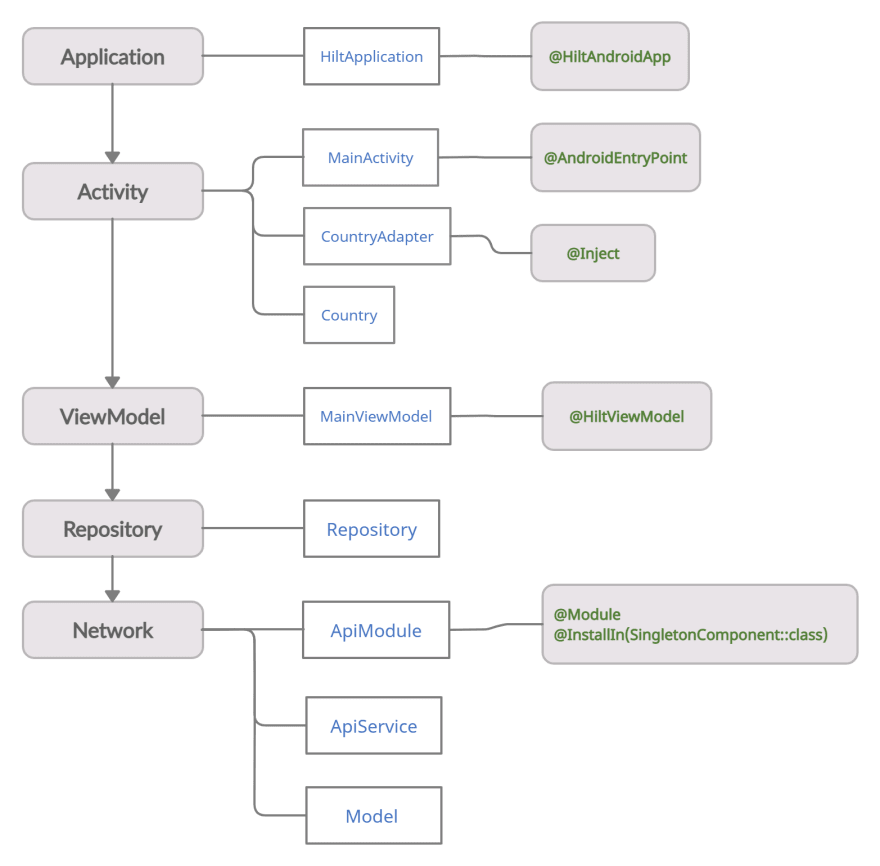 Application
HiltApplication
@HiltAndroidApp
Activity
MainActivity
@AndroidEntryPoint
CountryAdapter
@Inject
Country
ViewModel
MainViewModel
@HiltViewModel
Repository
Repository
Network
ApiModule
@Module
@InstallIn(SingletonComponent::class)
ApiService
Model